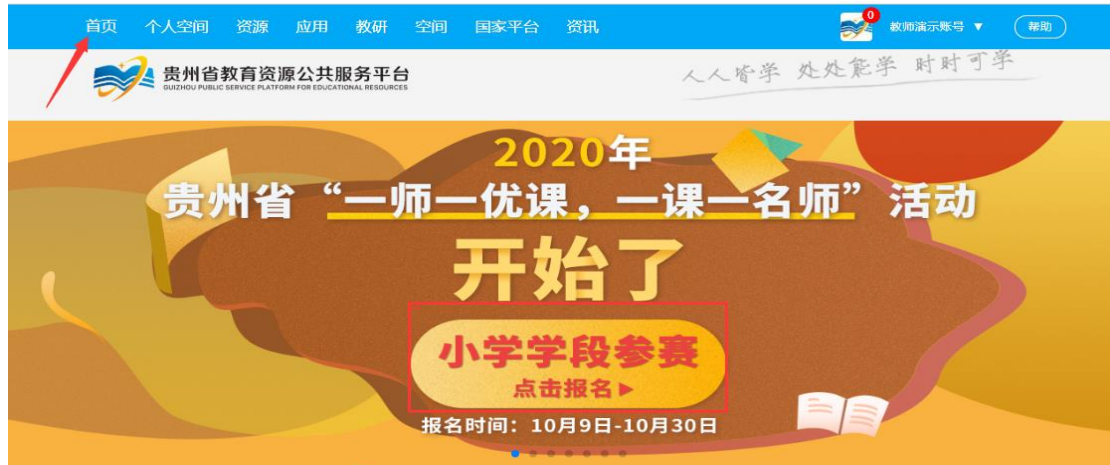 首页 个人空间 资源 应用 教研 空间 国家平台 资讯 0 教师演示账号 ▼ 帮助
贵州省教育资源公共服务平台
GUIZHOU PUBLIC SERVICE PLATFORM FOR EDUCATIONAL RESOURCES
人人皆学 处处能学 时时可学
2020年
贵州省“一师一优课，一课一名师”活动
开始了
小学学段参赛
点击报名▶
报名时间：10月9日-10月30日